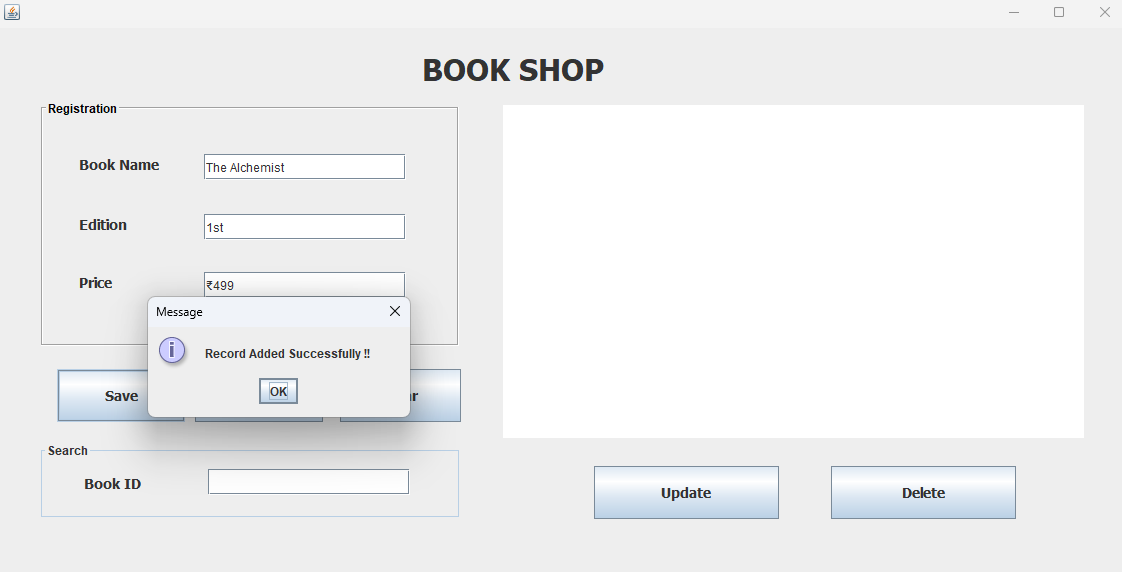 BOOK SHOP
Registration
Book Name
The Alchemist
Edition
1st
Price
₹499
Message
Record Added Successfully !!
OK
Save
Search
Book ID
Update
Delete